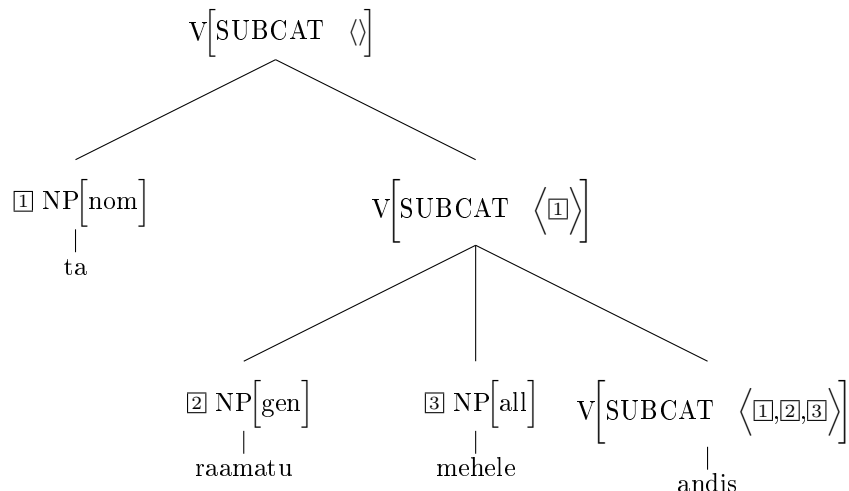 V[SUBCAT ⟨⟩]
1 NP[nom] V[SUBCAT ⟨1⟩]
ta
2 NP[gen] 3 NP[all] V[SUBCAT ⟨1,2,3⟩]
raamatu mehele andis